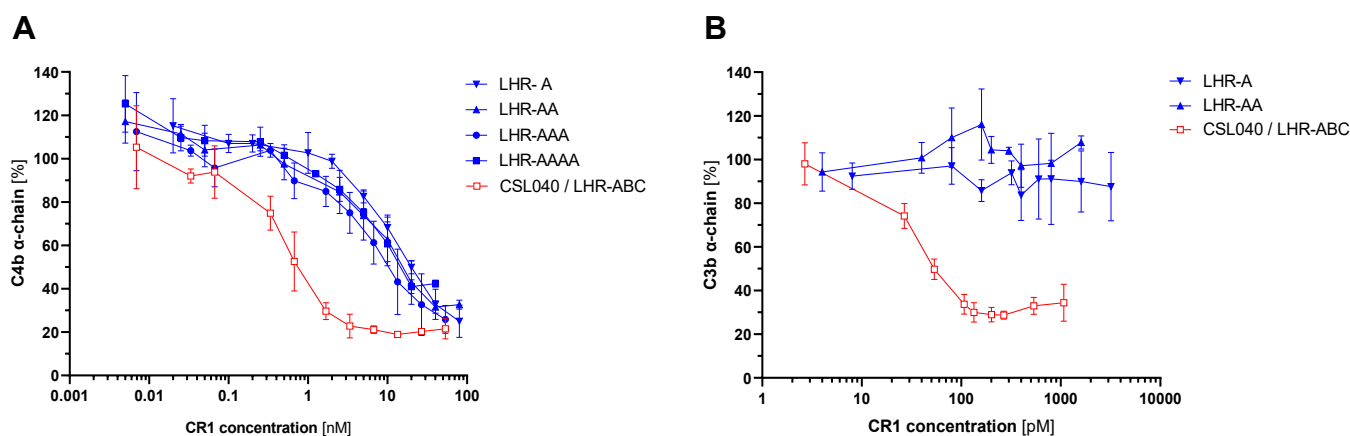 A
C4b α-chain [%]
140
120
100
80
60
40
20
0
0.001
0.01
0.1
1
10
100
CR1 concentration [nM]
LHR- A
LHR-AA
LHR-AAA
LHR-AAAA
CSL040 / LHR-ABC
B
C3b α-chain [%]
140
120
100
80
60
40
20
0
1
10
100
1000
10000
CR1 concentration [pM]
LHR-A
LHR-AA
CSL040 / LHR-ABC